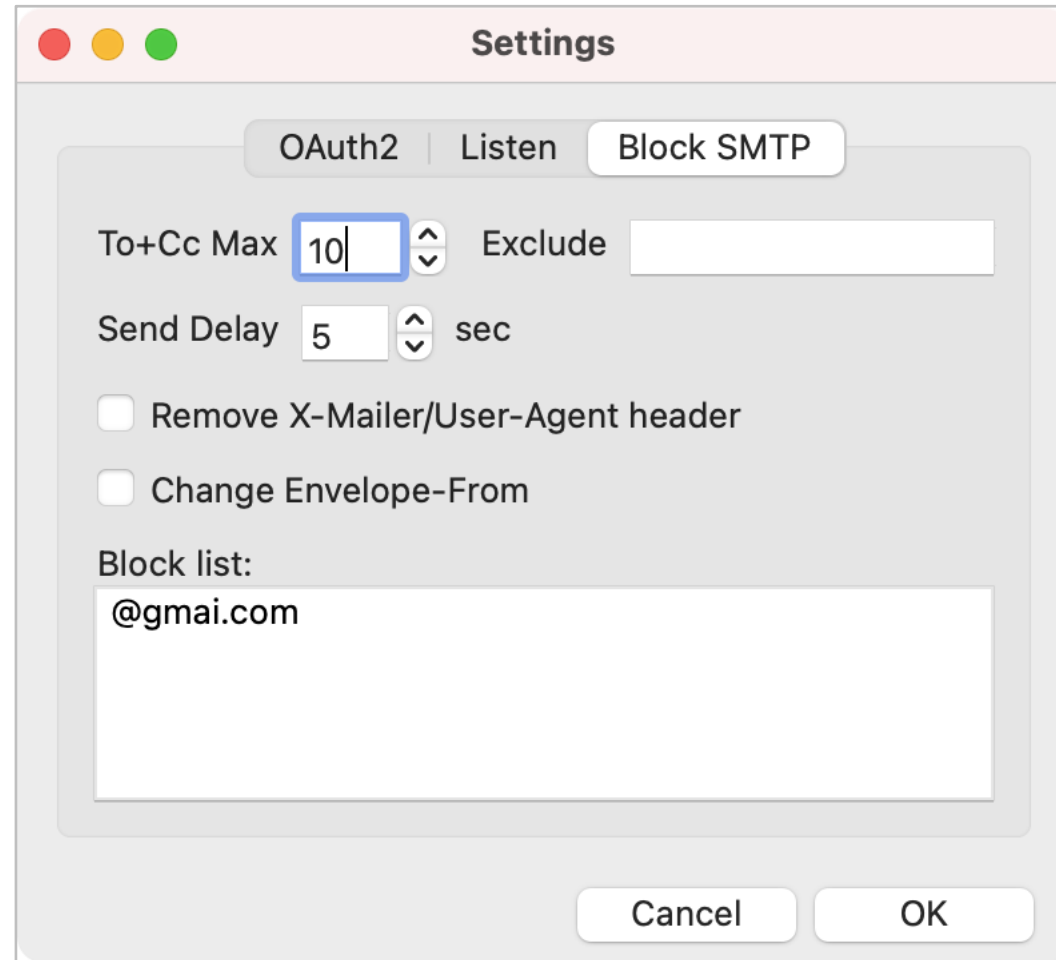 Settings
OAuth2 Listen Block SMTP
To+Cc Max 10 Exclude
Send Delay 5 sec
Remove X-Mailer/User-Agent header
Change Envelope-From
Block list:
@gmai.com
Cancel OK